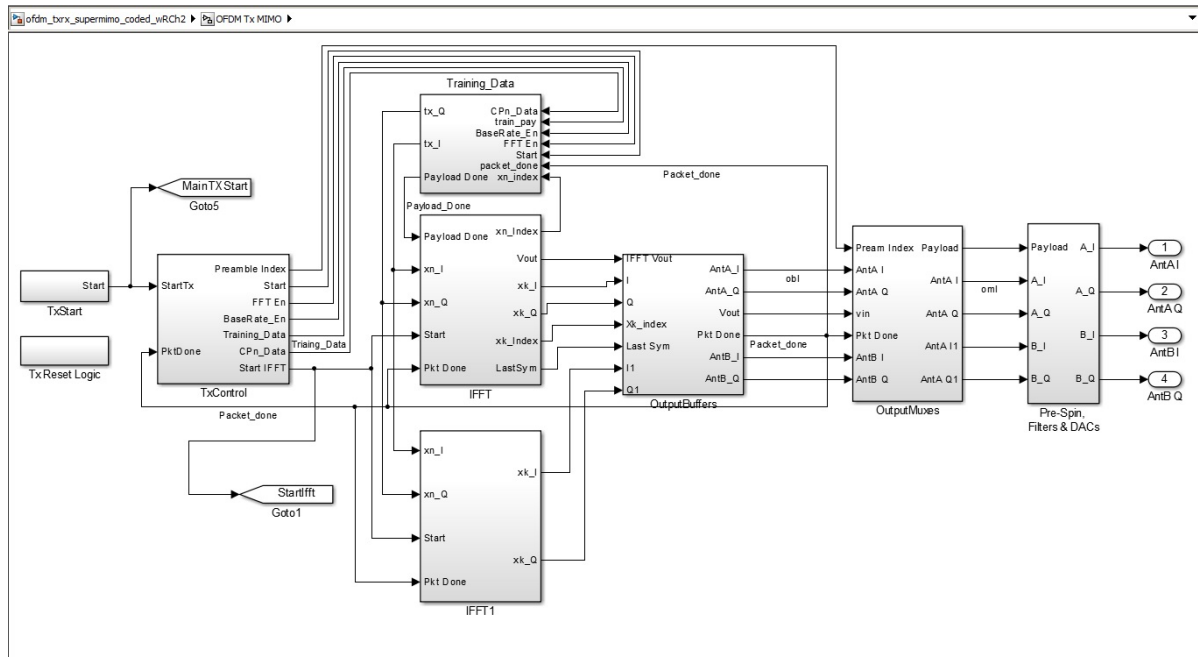 ofdm_txrx_supermimo_coded_wRCh2 OFDM Tx MIMO
Training_Data
tx_Q
tx_I
Payload Done
CPn_Data
train_pay
BaseRate_En
FFT En
Start
packet_done
xn_index
Packet_done
Payload_Done
MainTXStart
Goto5
Start
TxStart
Tx Reset Logic
StartTx
PktDone
Preamble Index
Start
FFT En
BaseRate_En
Training_Data
CPn_Data
Start IFFT
TxControl
Triaing_Data
Packet_done
StartIfft
Goto1
Payload Done
xn_I
xn_Q
Start
Pkt Done
xn_Index
Vout
xk_I
xk_Q
xk_Index
LastSym
IFFT
xn_I
xn_Q
Start
Pkt Done
xk_I
xk_Q
IFFT1
IFFT Vout
I
Q
Xk_index
Last Sym
I1
Q1
AntA_I
AntA_Q
Vout
Pkt Done
AntB_I
AntB_Q
OutputBuffers
obI
Packet_done
Pream Index
AntA I
AntA Q
vin
Pkt Done
AntB I
AntB Q
Payload
AntA I
AntA Q
AntA I1
AntA Q1
OutputMuxes
omI
Payload
A_I
A_Q
B_I
B_Q
A_I
A_Q
B_I
B_Q
Pre-Spin,
Filters & DACs
1
AntA I
2
AntA Q
3
AntB I
4
AntB Q